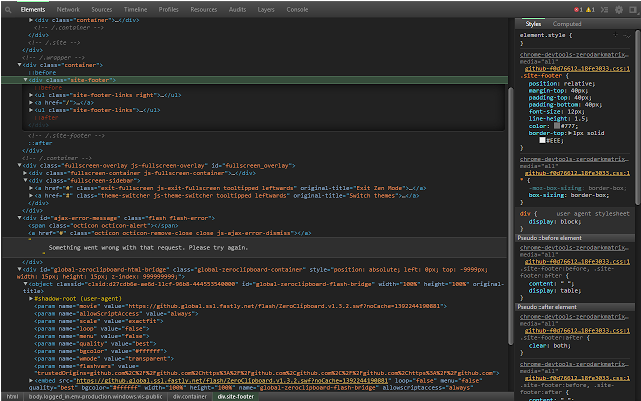 Elements Network Sources Timeline Profiles Resources Audits Layers Console
1 1
<div class="container">…</div>
<!-- /.container -->
</div>
<!-- /.site -->
</div>
<!-- /.wrapper -->
<div class="container">
::before
<div class="site-footer">
::before
<ul class="site-footer-links right">…</ul>
<a href="/">…</a>
<ul class="site-footer-links">…</ul>
::after
</div>
<!-- /.site-footer -->
::after
</div>
<!-- /.container -->
<div class="fullscreen-overlay js-fullscreen-overlay" id="fullscreen_overlay">
<div class="fullscreen-container js-fullscreen-container">…</div>
<div class="fullscreen-sidebar">
<a href="#" class="exit-fullscreen js-exit-fullscreen tooltipped leftwards" original-title="Exit Zen Mode">…</a>
<a href="#" class="theme-switcher js-theme-switcher tooltipped leftwards" original-title="Switch themes">…</a>
</div>
</div>
<div id="ajax-error-message" class="flash flash-error">
<span class="octicon octicon-alert"></span>
<a href="#" class="octicon octicon-remove-close close js-ajax-error-dismiss"></a>
"
Something went wrong with that request. Please try again.
"
</div>
<div id="global-zeroclipboard-html-bridge" class="global-zeroclipboard-container" style="position: absolute; left: 0px; top: -9999px;
width: 15px; height: 15px; z-index: 999999999;">
<object classid="clsid:d27cdb6e-ae6d-11cf-96b8-444553540000" id="global-zeroclipboard-flash-bridge" width="100%" height="100%" original-
title>
#shadow-root (user-agent)
<param name="movie" value="https://github.global.ssl.fastly.net/flash/ZeroClipboard.v1.3.2.swf?noCache=1392244190881">
<param name="allowScriptAccess" value="always">
<param name="scale" value="exactfit">
<param name="loop" value="false">
<param name="menu" value="false">
<param name="quality" value="best">
<param name="bgcolor" value="#ffffff">
<param name="wmode" value="transparent">
<param name="flashvars" value=
"trustedOrigins=github.com%2C%2F%2Fgithub.com%2Chttps%3A%2F%2Fgithub.com%2Cgithub.com%2C%2F%2Fgithub.com%2Chttps%3A%2F%2Fgithub.com">
<embed src="https://github.global.ssl.fastly.net/flash/ZeroClipboard.v1.3.2.swf?noCache=1392244190881" loop="false" menu="false"
quality="best" bgcolor="#ffffff" width="100%" height="100%" name="global-zeroclipboard-flash-bridge" allowscriptaccess="always"
html body.logged_in.env-production.windows.vis-public div.container div.site-footer
Styles Computed
element.style {
}
chrome-devtools-zerodarkmatrix…
media="all"
github-f0d76612…18fe3033.css:1
.site-footer {
position: relative;
margin-top: 40px;
padding-top: 40px;
padding-bottom: 40px;
font-size: 12px;
line-height: 1.5;
color: #777;
border-top: 1px solid
#EEE;
}
chrome-devtools-zerodarkmatrix…
media="all"
github-f0d76612…18fe3033.css:1
* {
-moz-box-sizing: border-box;
box-sizing: border-box;
}
div { user agent stylesheet
display: block;
}
Pseudo ::before element
chrome-devtools-zerodarkmatrix…
media="all"
github-f0d76612…18fe3033.css:1
.site-footer:before, .site-
footer:after {
content: " ";
display: table;
}
Pseudo ::after element
chrome-devtools-zerodarkmatrix…
media="all"
github-f0d76612…18fe3033.css:1
.site-footer:after {
clear: both;
}
chrome-devtools-zerodarkmatrix…
media="all"
github-f0d76612…18fe3033.css:1
.site-footer:before, .site-
footer:after {
content: " ";